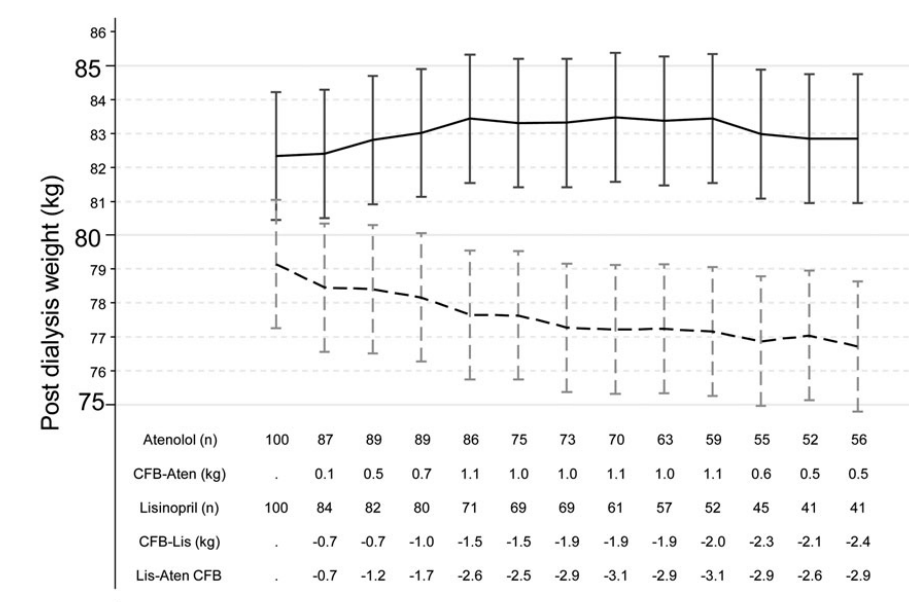 Post dialysis weight (kg)
86
85
84
83
82
81
80
79
78
77
76
75
Atenolol (n) 100 87 89 89 86 75 73 70 63 59 55 52 56
CFB-Aten (kg) . 0.1 0.5 0.7 1.1 1.0 1.0 1.1 1.0 1.1 0.6 0.5 0.5
Lisinopril (n) 100 84 82 80 71 69 69 61 57 52 45 41 41
CFB-Lis (kg) . -0.7 -0.7 -1.0 -1.5 -1.5 -1.9 -1.9 -1.9 -2.0 -2.3 -2.1 -2.4
Lis-Aten CFB . -0.7 -1.2 -1.7 -2.6 -2.5 -2.9 -3.1 -2.9 -3.1 -2.9 -2.6 -2.9